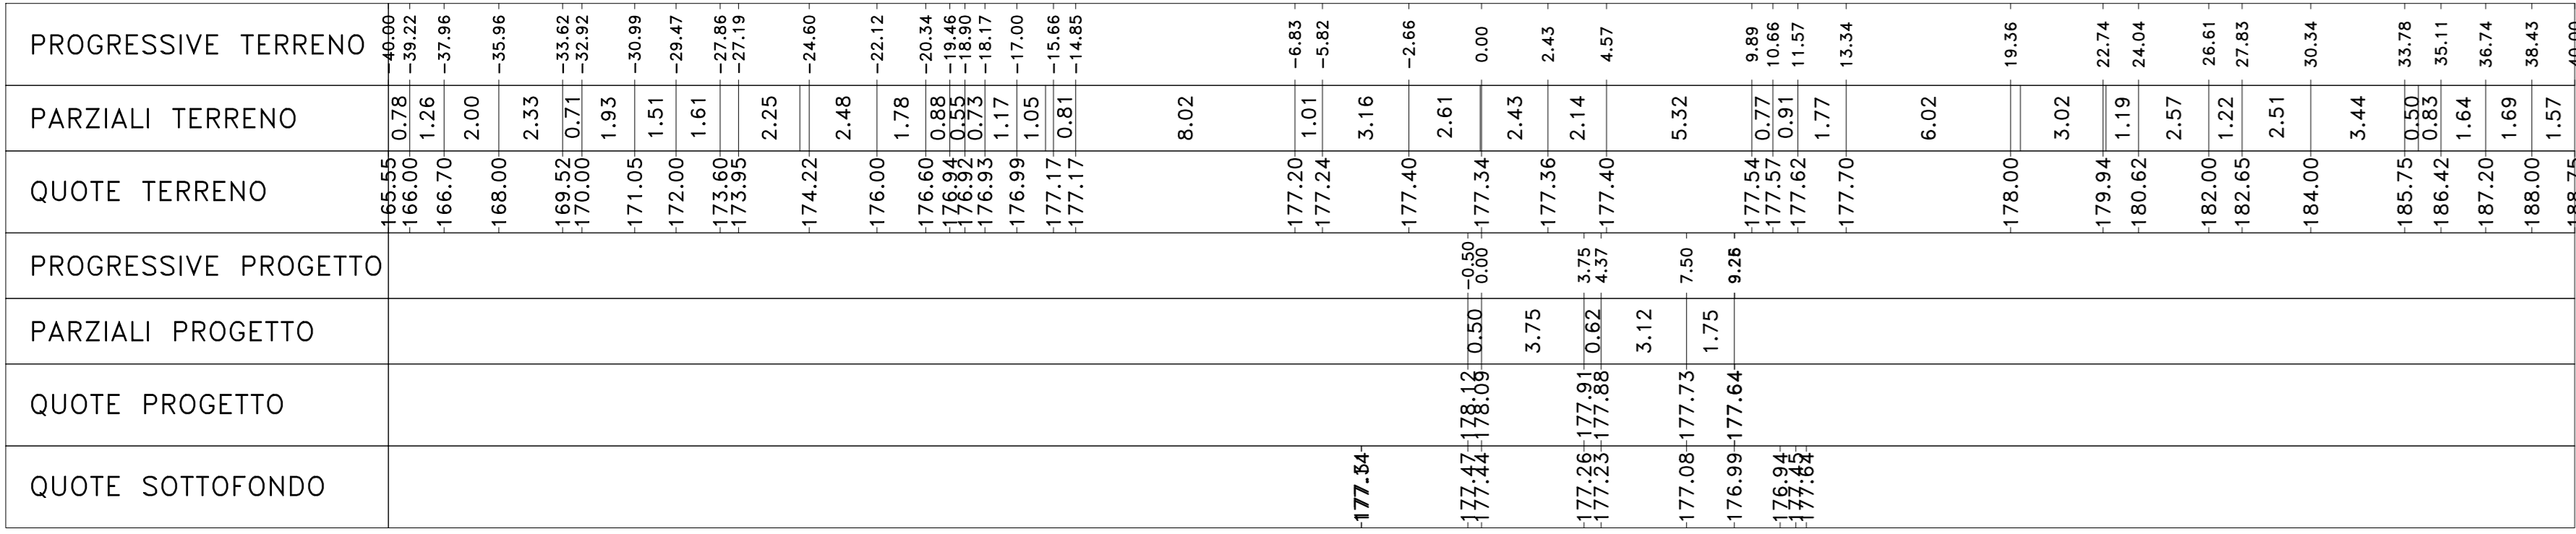 PROGRESSIVE TERRENO -40.00 -39.22 -37.96 -35.96 -33.62 -32.92 -30.99 -29.47 -27.86 -27.19 -24.60 -22.12 -20.34 -19.46 -18.90 -18.17 -17.00 -15.66 -14.85 -6.83 -5.82 -2.66 0.00 2.43 4.57 9.89 10.66 11.57 13.34 19.36 22.74 24.04 26.61 27.83 30.34 33.78 35.11 36.74 38.43 40.00
PARZIALI TERRENO 0.78 1.26 2.00 2.33 0.71 1.93 1.51 1.61 2.25 2.48 1.78 0.88 0.55 0.73 1.17 1.05 0.81 8.02 1.01 3.16 2.61 2.43 2.14 5.32 0.77 0.91 1.77 6.02 3.02 1.19 2.57 1.22 2.51 3.44 0.50 0.83 1.64 1.69 1.57
QUOTE TERRENO 165.55 166.00 166.70 168.00 169.52 170.00 171.05 172.00 173.60 173.95 174.22 176.00 176.60 176.94 176.92 176.93 176.99 177.17 177.17 177.20 177.24 177.40 177.34 177.36 177.40 177.54 177.57 177.62 177.70 178.00 179.94 180.62 182.00 182.65 184.00 185.75 186.42 187.20 188.00 188.75
PROGRESSIVE PROGETTO -0.50 0.00 3.75 4.37 7.50
PARZIALI PROGETTO 0.50 3.75 0.62 3.12 1.75
QUOTE PROGETTO 178.12 178.09 177.91 177.88 177.73 177.64
QUOTE SOTTOFONDO 177.47 177.44 177.26 177.23 177.08 176.99 176.94 177.45 177.64